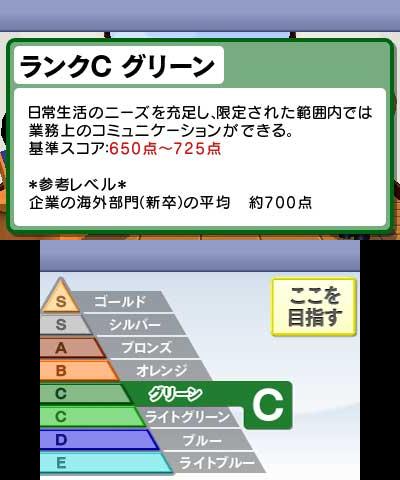 ランクC グリーン
日常生活のニーズを充足し、限定された範囲内では
業務上のコミュニケーションができる。
基準スコア:650点～725点
*参考レベル*
企業の海外部門(新卒)の平均　約700点
ここを
目指す
S ゴールド
S シルバー
A ブロンズ
B オレンジ
C グリーン C
C ライトグリーン
D ブルー
E ライトブルー